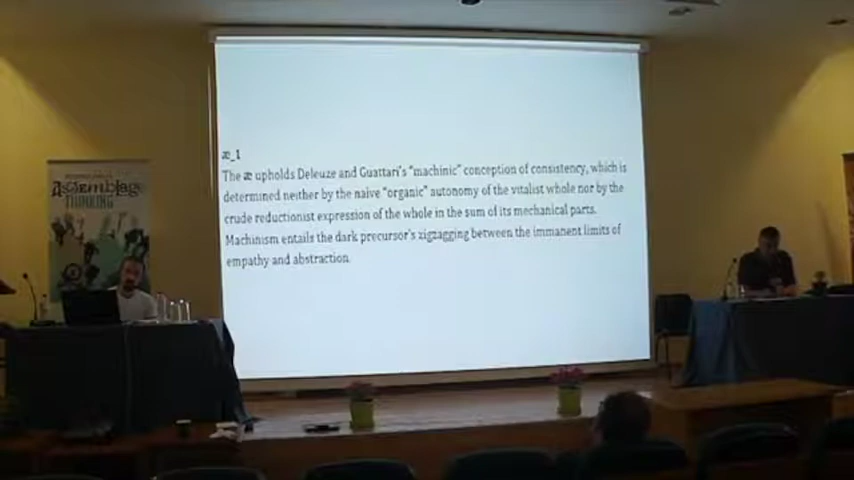 Assemblage
THINKING
æ_1
The æ upholds Deleuze and Guattari's "machinic" conception of consistency, which is
determined neither by the naive "organic" autonomy of the vitalist whole nor by the
crude reductionist expression of the whole in the sum of its mechanical parts.
Machinism entails the dark precursor's zigzagging between the immanent limits of
empathy and abstraction.